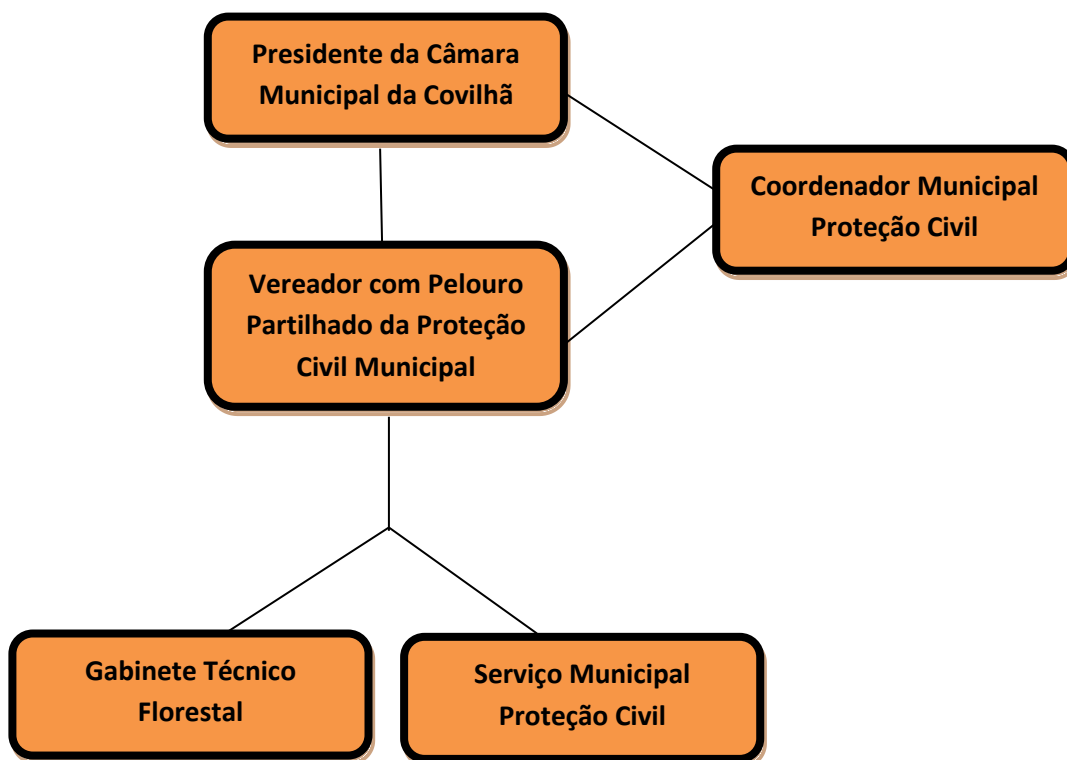 Presidente da Câmara
Municipal da Covilhã
Coordenador Municipal
Proteção Civil
Vereador com Pelouro
Partilhado da Proteção
Civil Municipal
Gabinete Técnico
Florestal
Serviço Municipal
Proteção Civil